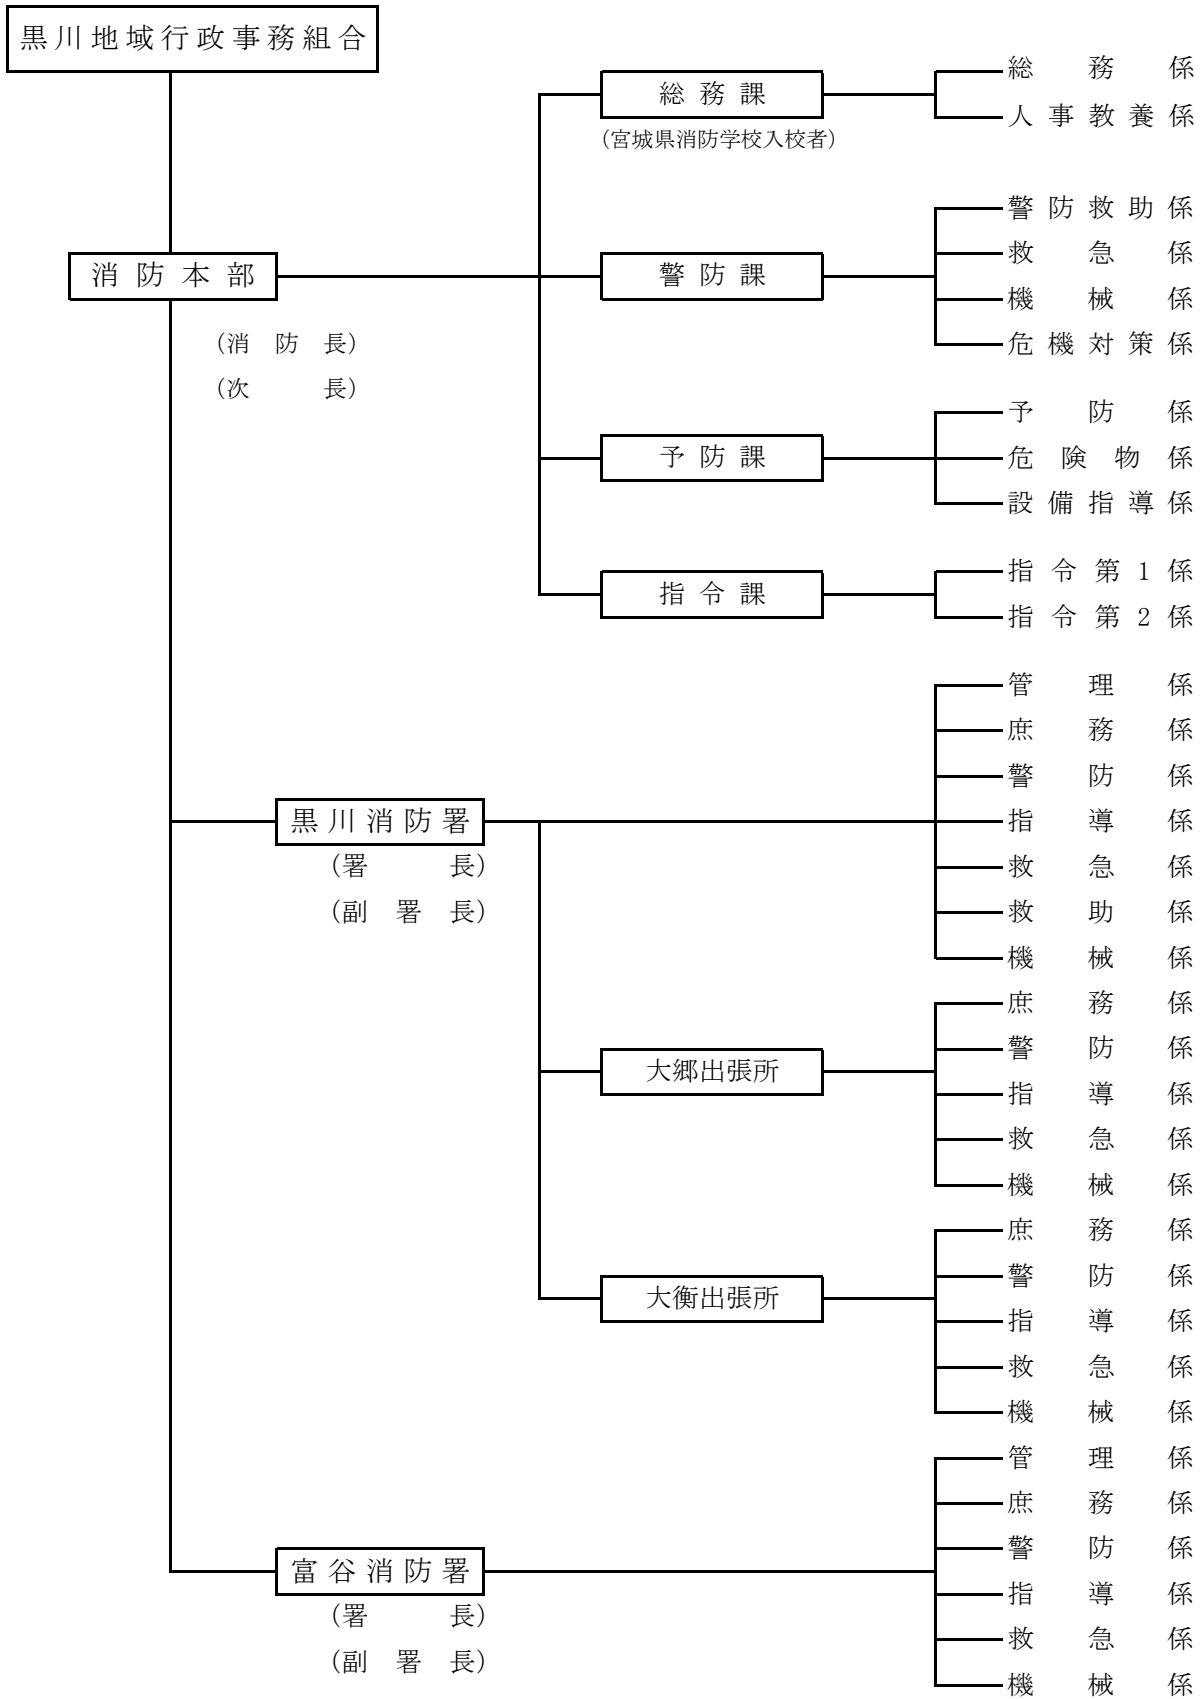 黒川地域行政事務組合
総務課
(宮城県消防学校入校者)
総務係
人事教養係
消防本部
(消防長)
(次長)
警防課
警防救助係
救急係
機械係
危機対策係
予防課
予防係
危険物係
設備指導係
指令課
指令第1係
指令第2係
黒川消防署
(署長)
(副署長)
管理係
庶務係
警防係
指導係
救急係
救助係
機械係
大郷出張所
庶務係
警防係
指導係
救急係
機械係
大衡出張所
庶務係
警防係
指導係
救急係
機械係
富谷消防署
(署長)
(副署長)
管理係
庶務係
警防係
指導係
救急係
機械係